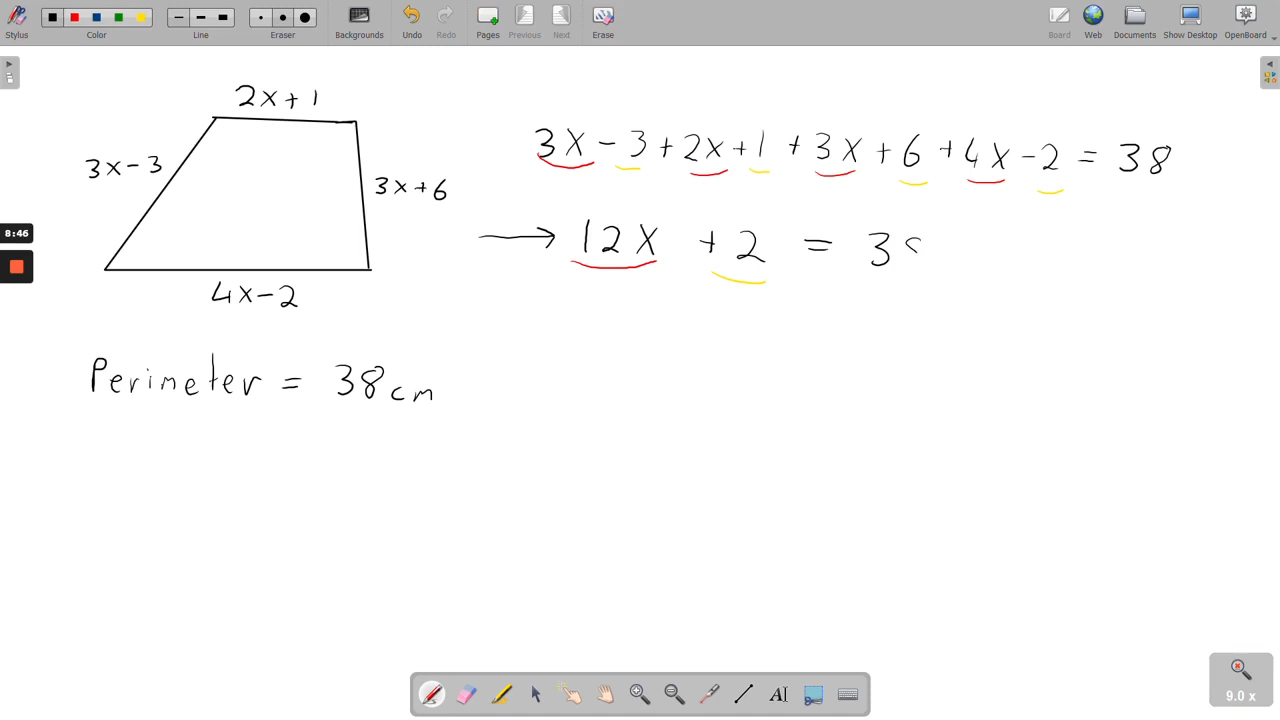 Stylus
Color
Line
Eraser
Backgrounds
Undo
Redo
Pages
Previous
Next
Erase
Board
Web
Documents
Show Desktop
OpenBoard
2x+1
3x-3
3x+6
4x-2
3x-3+2x+1+3x+6+4x-2=38
8:46
→ 12x +2 = 3
Perimeter = 38cm
AI
9.0 x